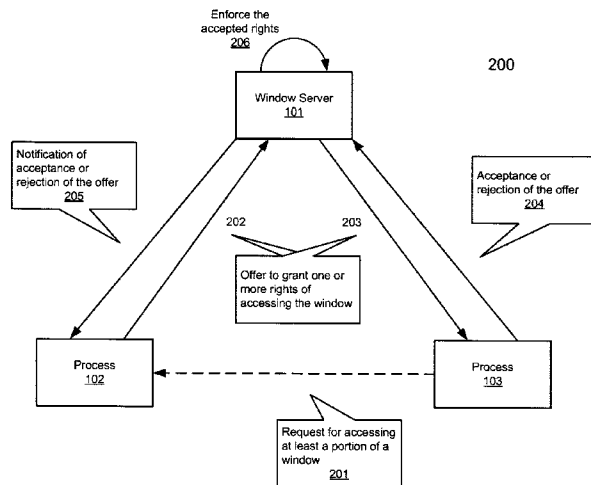 Enforce the
accepted rights
206
200
Window Server
101
Notification of
acceptance or
rejection of the offer
205
Acceptance or
rejection of the offer
204
202
203
Offer to grant one or
more rights of
accessing the window
Process
102
Process
103
Request for accessing
at least a portion of a
window
201